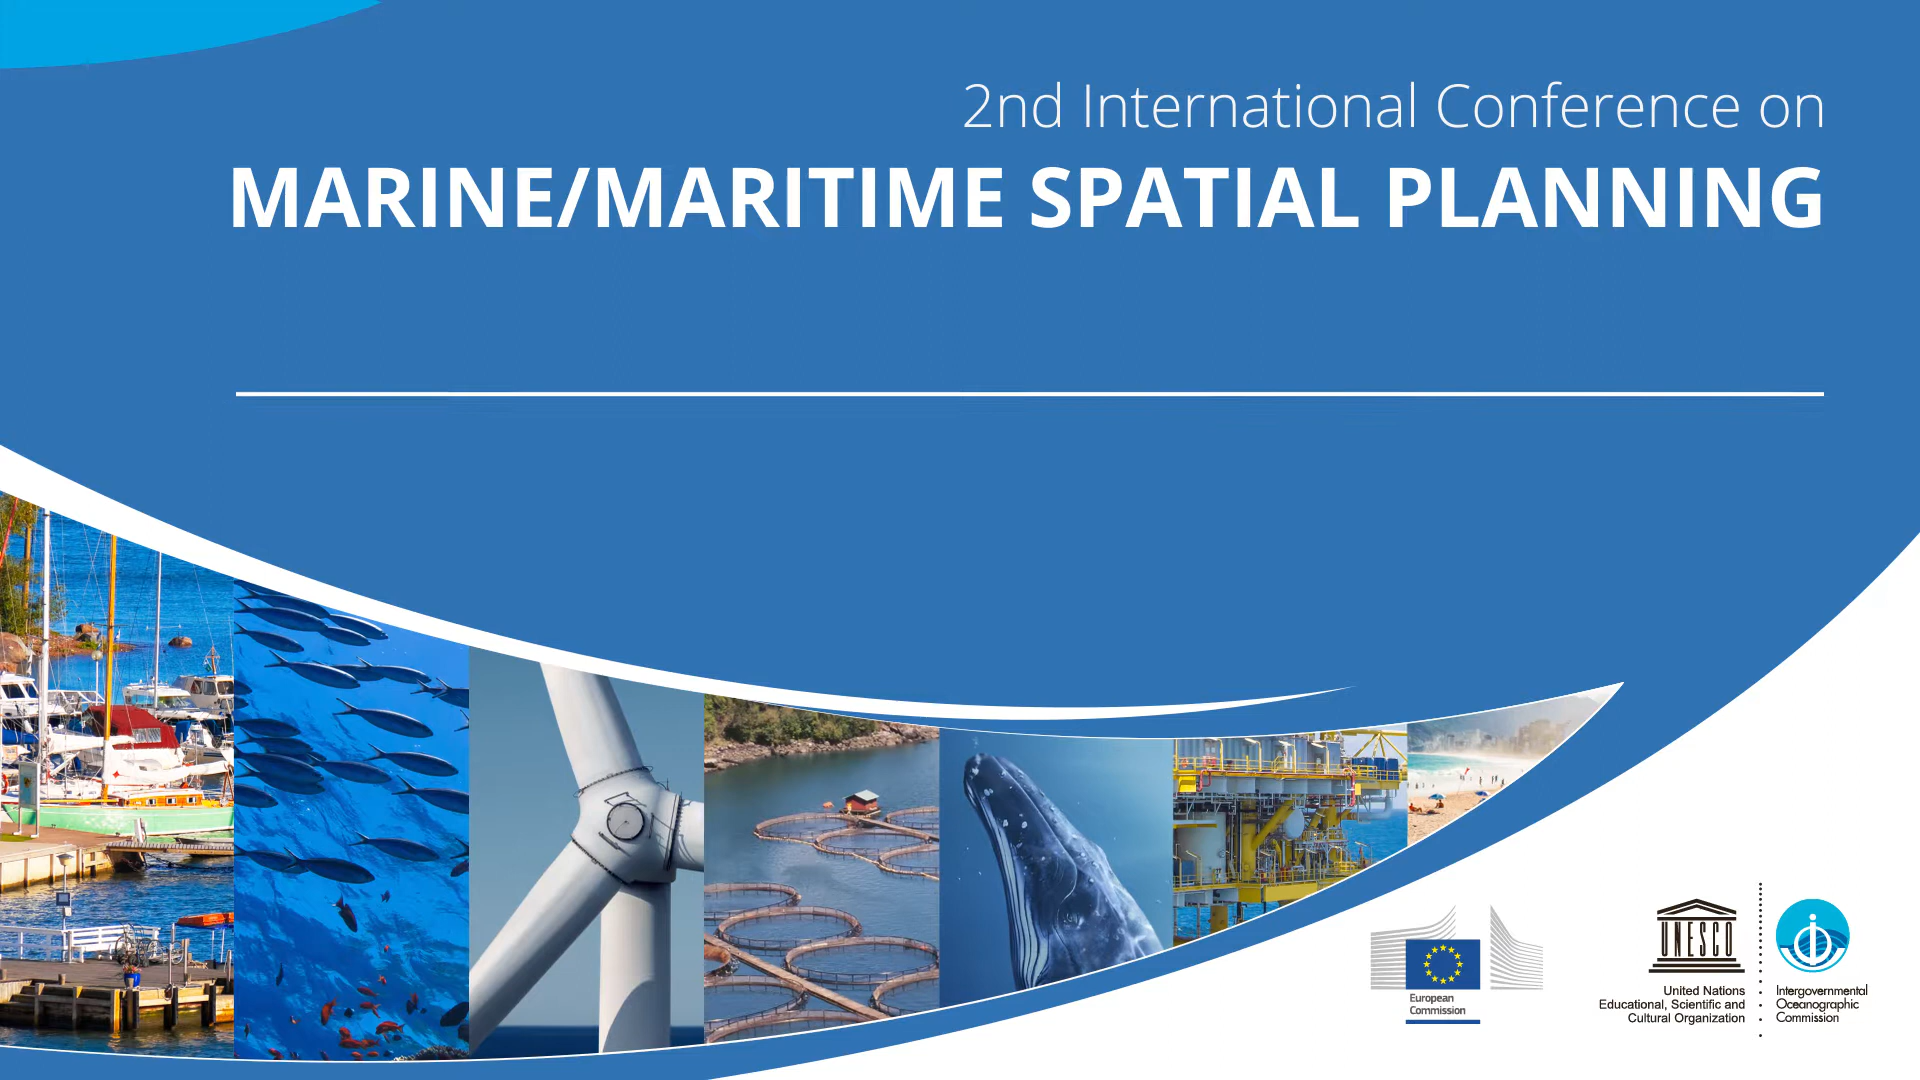 2nd International Conference on
MARINE/MARITIME SPATIAL PLANNING
European
Commission
UNESCO
United Nations
Educational, Scientific and
Cultural Organization
Intergovernmental
Oceanographic
Commission